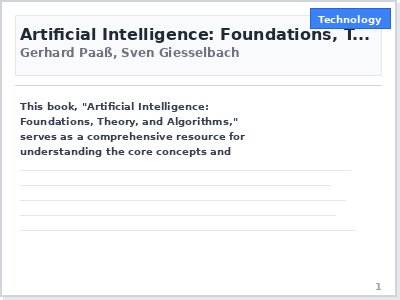 Technology
Artificial Intelligence: Foundations, T...
Gerhard Paaß, Sven Giesselbach
This book, "Artificial Intelligence:
Foundations, Theory, and Algorithms,"
serves as a comprehensive resource for
understanding the core concepts and
1